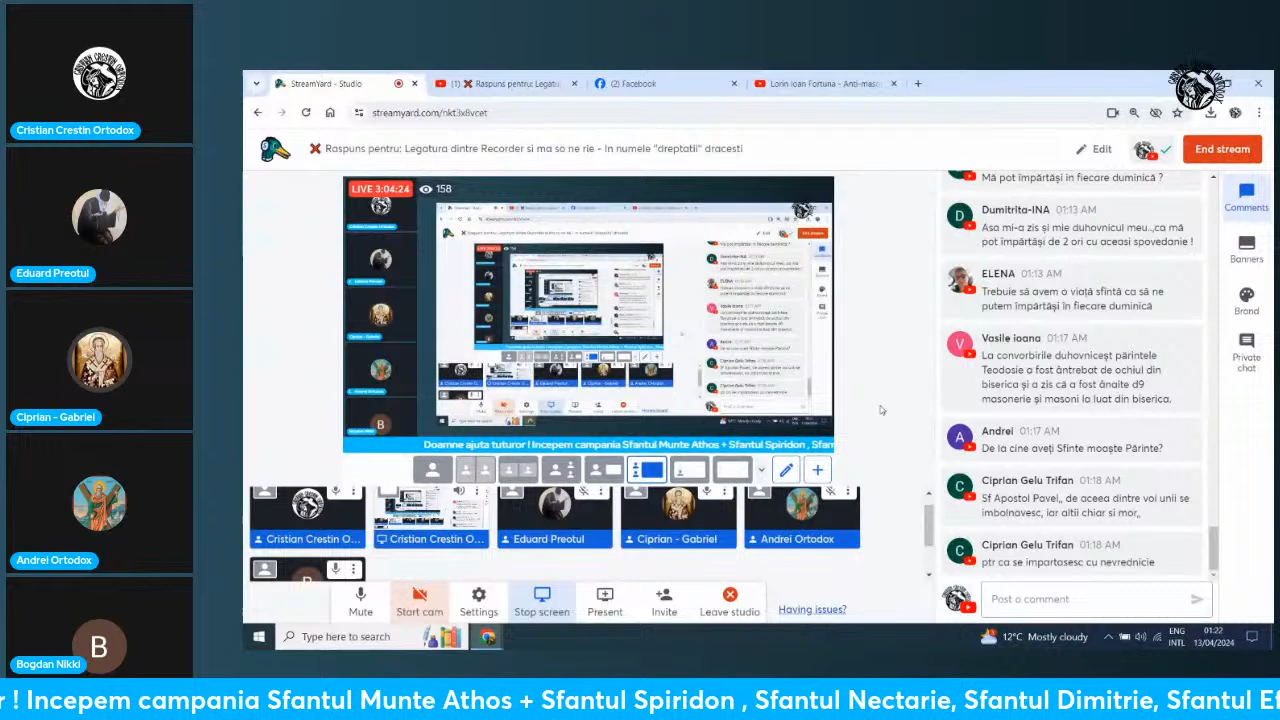 Cristian Crestin Ortodox
Eduard Preotul
Ciprian - Gabriel
Andrei Ortodox
B
Bogdan Nikki
StreamYard - Studio
(1) ❌ Raspuns pentru: Legatu
(2) Facebook
Lorin Ioan Fortuna - Anti-maso
streamyard.com/nkt3x8vcet
❌ Raspuns pentru: Legatura dintre Recorder si ma so ne rie - In numele "dreptatii" dracesti
Edit
End stream
LIVE 3:04:24
158
Doamne ajuta tuturor ! Incepem campania Sfantul Munte Athos + Sfantul Spiridon , Sfan
Cristian Crestin O...
Cristian Crestin O...
Eduard Preotul
Ciprian - Gabriel
Andrei Ortodox
Mute
Start cam
Settings
Stop screen
Present
Invite
Leave studio
Having issues?
Mă pot împărtăși in fiecare duminică ?
D
Dumitrita-INA 01:13 AM
Asa mi-a zis și mie duhovnicul meu..,ca mă
pot împărtăși de 2 ori cu aceasi spovedanie !
ELENA 01:13 AM
Trebuie să avem o viață sfintă ca să ne
putem împărtăși în fiecare duminică
V
Vasile ioana 01:17 AM
La convorbirile duhovnicești părintele
Teodosie a fost întrebat de ochiul din
biserica și a zis că a fost ânaite d9
masonerie și masoni lo luat din biserica.
A
Andrei 01:17 AM
De la cine aveți Sfinte moaște Părinte?
C
Ciprian Gelu Trifan 01:18 AM
Sf Apostol Pavel,, de aceea dintre voi unii se
imbolnavesc, iar altii chiar si mor,,
C
Ciprian Gelu Trifan 01:18 AM
ptr ca se impartosesc cu nevrednicie
Post a comment
Comments
Banners
Brand
Private
chat
Type here to search
12°C Mostly cloudy
ENG
INTL
01:22
13/04/2024
r ! Incepem campania Sfantul Munte Athos + Sfantul Spiridon , Sfantul Nectarie, Sfantul Dimitrie, Sfantul E